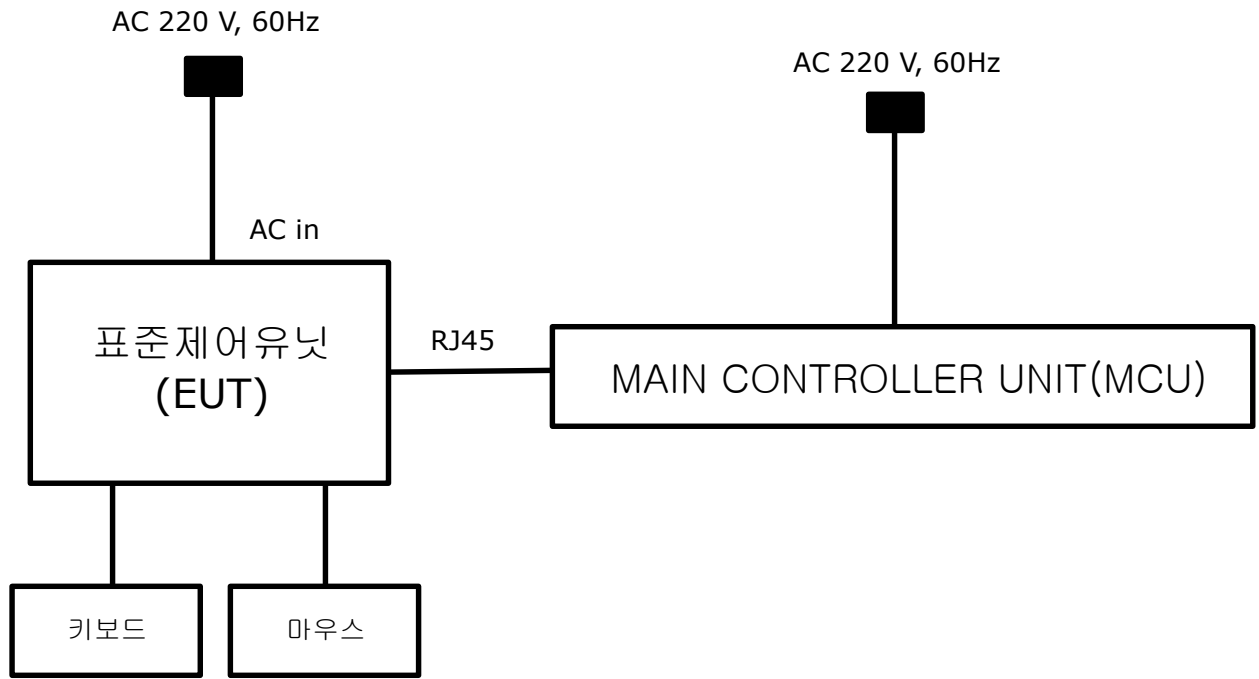 AC 220 V, 60Hz
AC 220 V, 60Hz
AC in
표준제어유닛
(EUT)
RJ45
MAIN CONTROLLER UNIT(MCU)
키보드
마우스